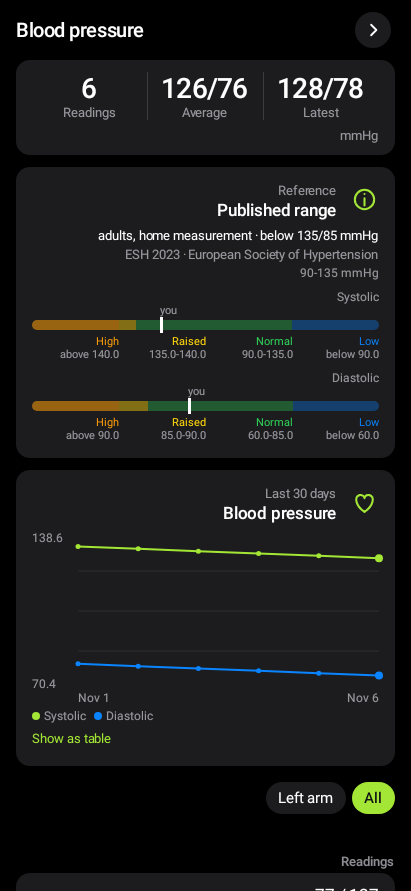 Blood pressure
6 126/76 128/78
Readings Average Latest
mmHg
Reference
Published range
adults, home measurement · below 135/85 mmHg
ESH 2023 · European Society of Hypertension
90-135 mmHg
Systolic
you
High Raised Normal Low
above 140.0 135.0-140.0 90.0-135.0 below 90.0
Diastolic
you
High Raised Normal Low
above 90.0 85.0-90.0 60.0-85.0 below 60.0
Last 30 days
Blood pressure
138.6
70.4
Nov 1 Nov 6
Systolic Diastolic
Show as table
Left arm All
Readings